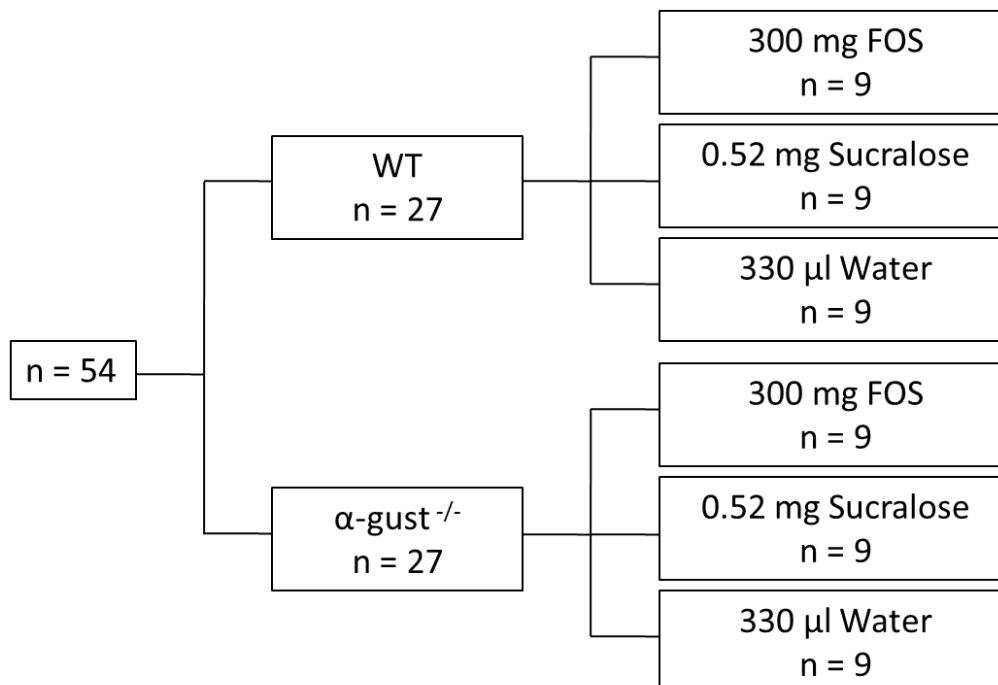 n = 54
WT
n = 27
300 mg FOS
n = 9
0.52 mg Sucralose
n = 9
330 µl Water
n = 9
α-gust -/-
n = 27
300 mg FOS
n = 9
0.52 mg Sucralose
n = 9
330 µl Water
n = 9